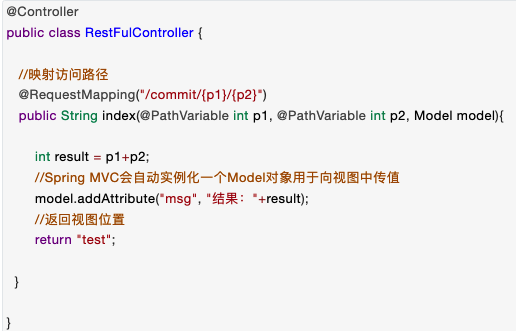 @Controller
public class RestFulController {
//映射访问路径
@RequestMapping("/commit/{p1}/{p2}")
public String index(@PathVariable int p1, @PathVariable int p2, Model model){
int result = p1+p2;
//Spring MVC会自动实例化一个Model对象用于向视图中传值
model.addAttribute("msg", "结果："+result);
//返回视图位置
return "test";
}
}